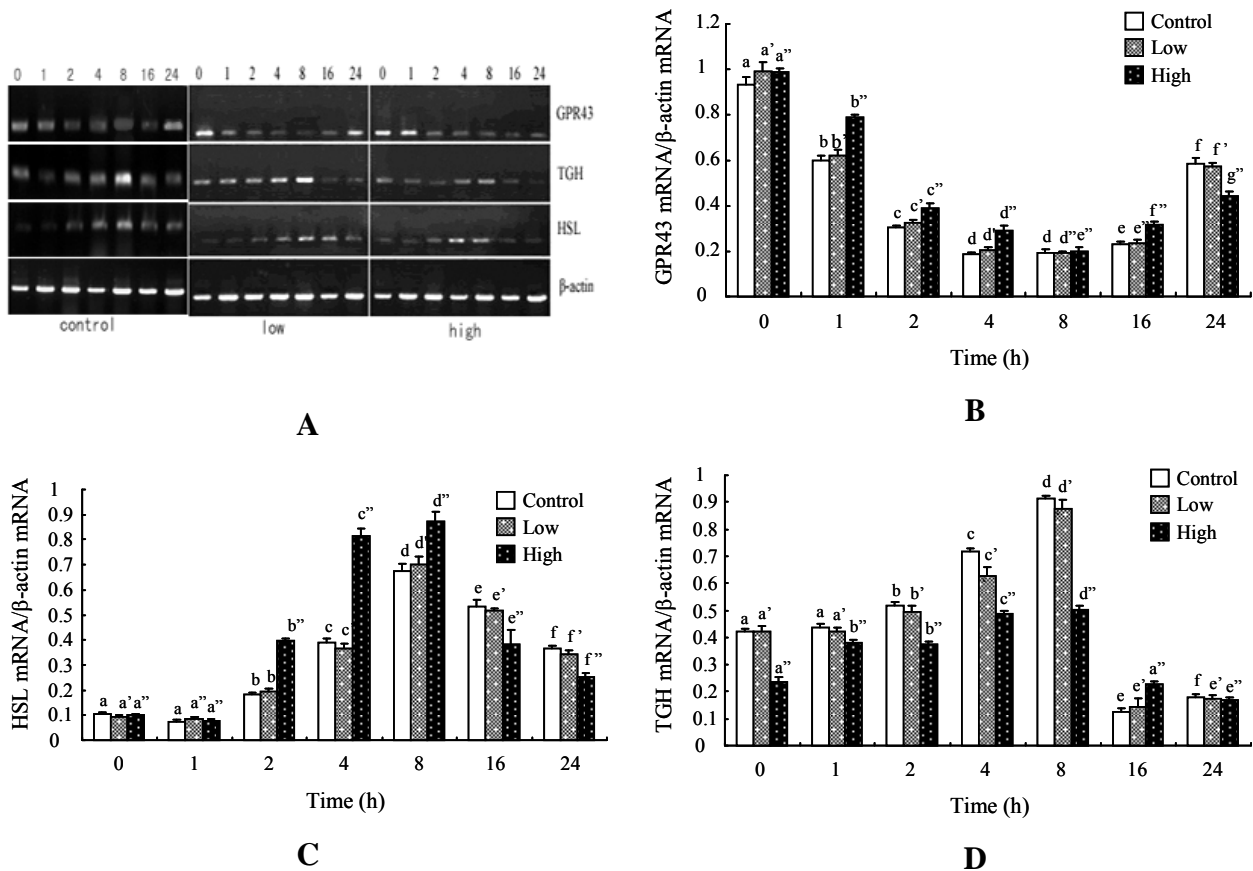 0 1 2 4 8 16 24 0 1 2 4 8 16 24 0 1 2 4 8 16 24
GPR43
TGH
HSL
β-actin
control low high
A
GPR43 mRNA/β-actin mRNA
1.2
1
0.8
0.6
0.4
0.2
0
Control
Low
High
a a’ a”
b b’ b”
c c’ c”
d d’ d”
d d” e”
e e” f”
f f’ g”
0 1 2 4 8 16 24
Time (h)
B
HSL mRNA/β-actin mRNA
1
0.9
0.8
0.7
0.6
0.5
0.4
0.3
0.2
0.1
0
Control
Low
High
a a’ a”
a a” a”
b b b”
c c c”
d d’ d”
e e’ e”
f f’ f”
0 1 2 4 8 16 24
Time (h)
C
TGH mRNA/β-actin mRNA
1
0.9
0.8
0.7
0.6
0.5
0.4
0.3
0.2
0.1
0
Control
Low
High
a a’ a”
a a’ b”
b b’ b”
c c’ c”
d d’ d”
e e’ a”
f e’ e”
0 1 2 4 8 16 24
Time (h)
D